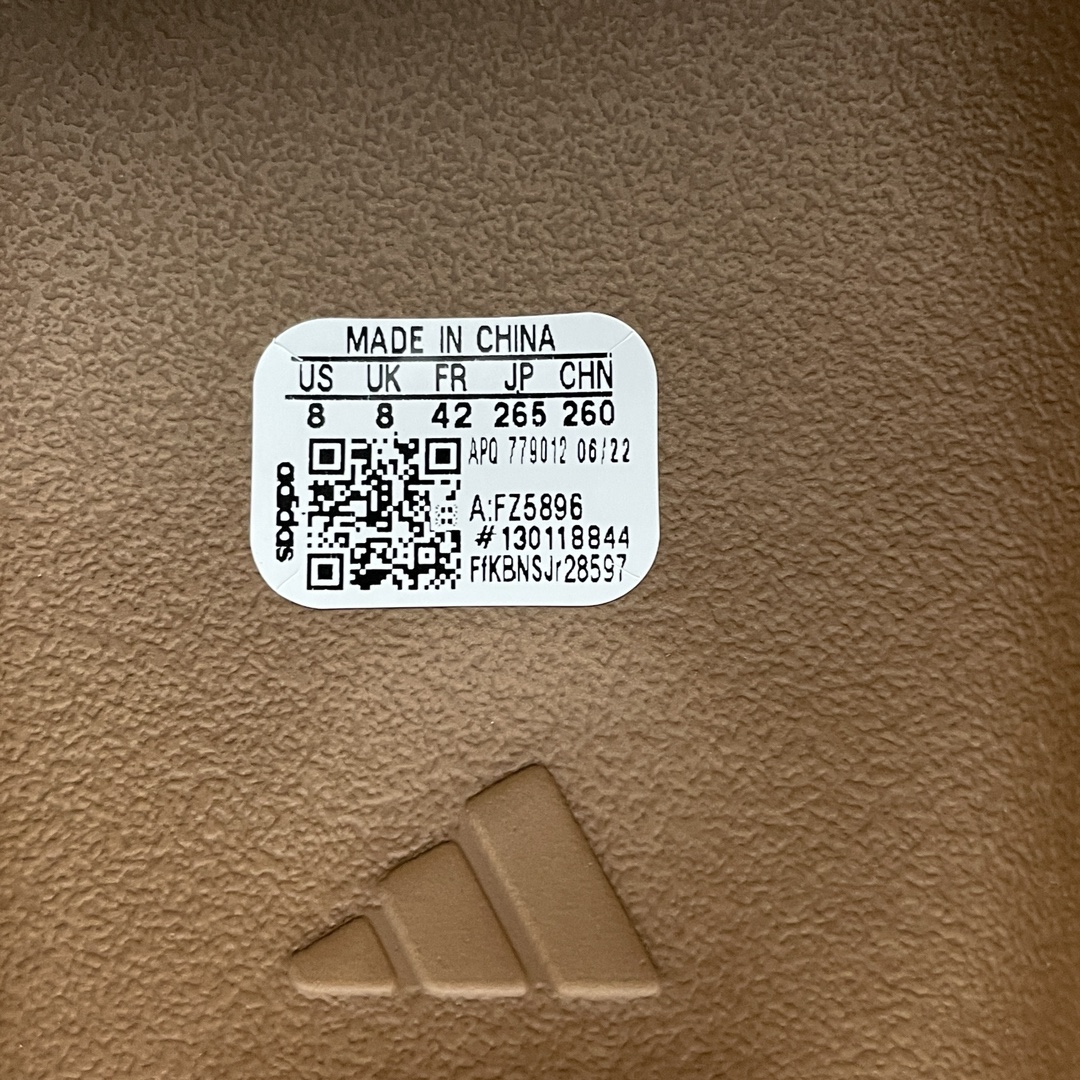 MADE IN CHINA
US UK FR JP CHN
8 8 42 265 260
adidas
APQ 779012 06/22
A:FZ5896
# 130118844
FfKBNSJr28597